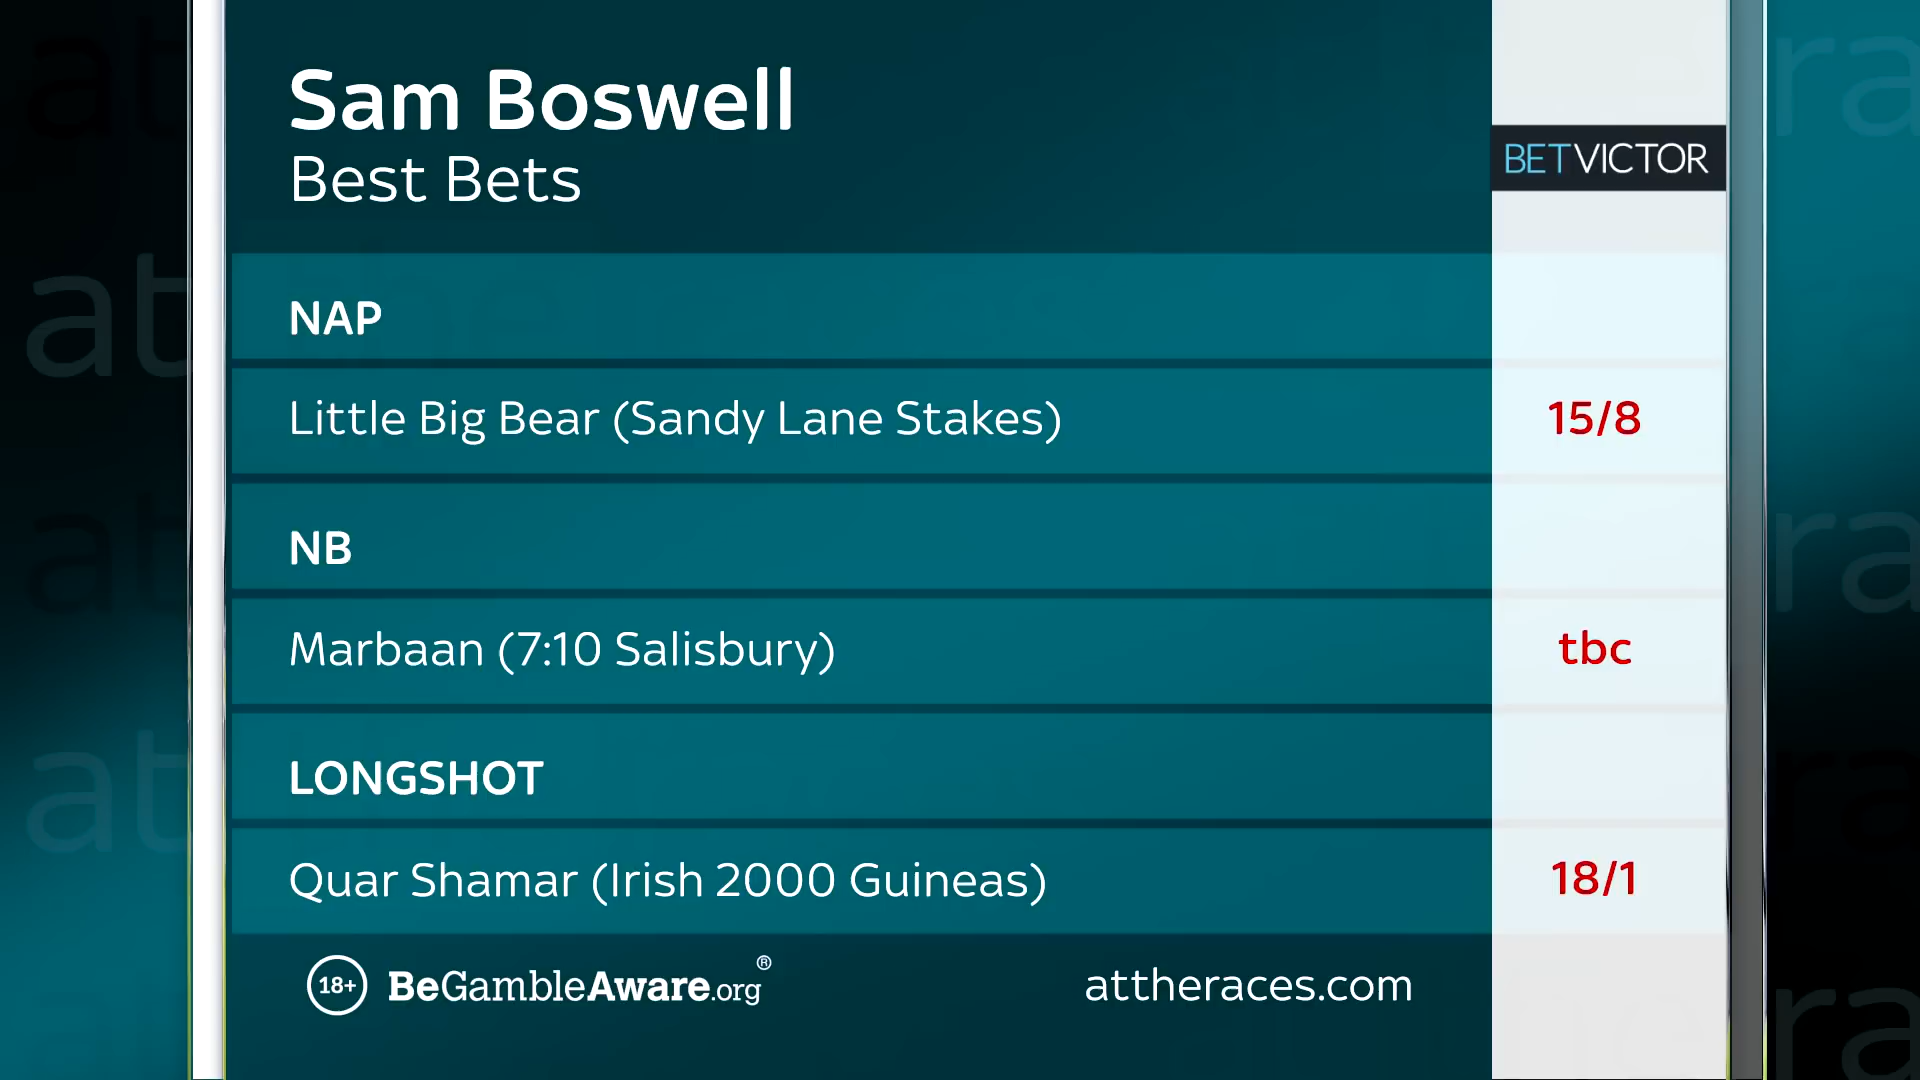 Sam Boswell
Best Bets
BETVICTOR
NAP
Little Big Bear (Sandy Lane Stakes) 15/8
NB
Marbaan (7:10 Salisbury) tbc
LONGSHOT
Quar Shamar (Irish 2000 Guineas) 18/1
18+ BeGambleAware.org® attheraces.com